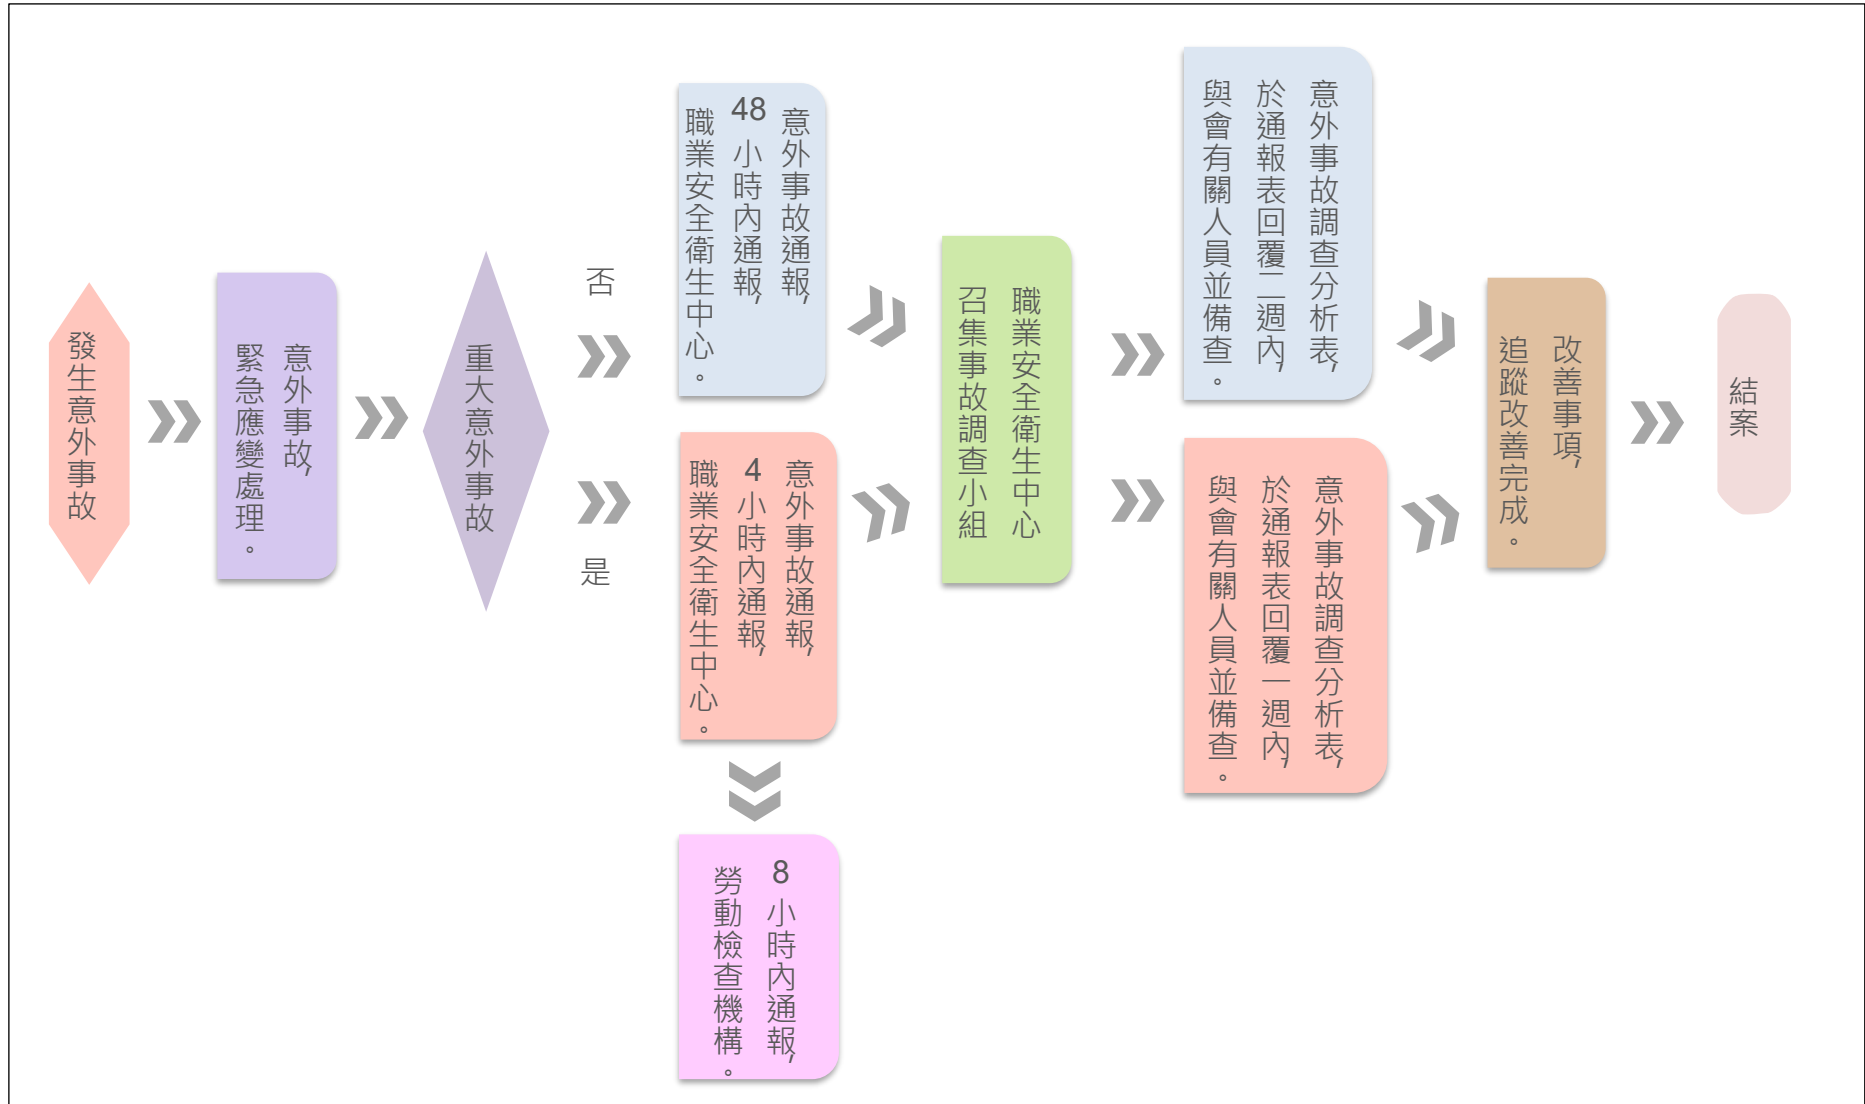 發生意外事故
意外事故,
緊急應變處理。
重大意外事故
否
是
意外事故通報,
48小時內通報,
職業安全衛生中心。
意外事故通報,
4小時內通報,
職業安全衛生中心。
8小時內通報,
勞動檢查機構。
職業安全衛生中心
召集事故調查小組
意外事故調查分析表,
於通報表回覆二週內,
與會有關人員並備查。
意外事故調查分析表,
於通報表回覆一週內,
與會有關人員並備查。
改善事項,
追蹤改善完成。
結案